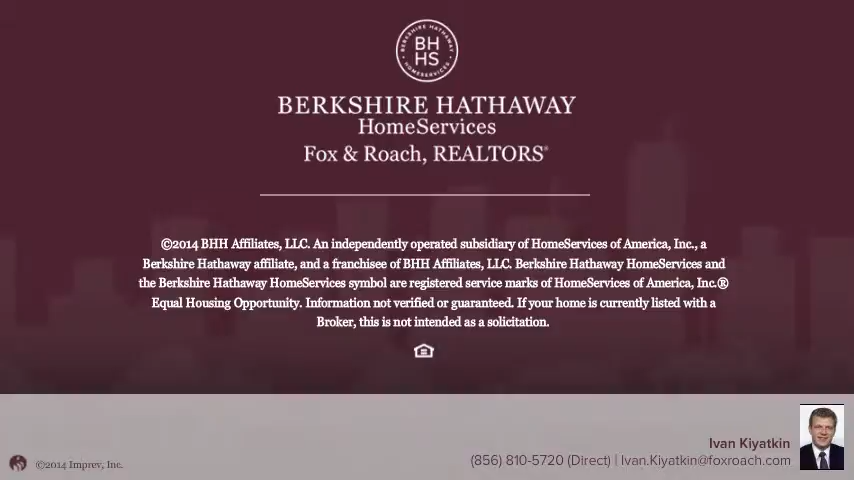 BERKSHIRE HATHAWAY
HOMESERVICES
BH
HS
BERKSHIRE HATHAWAY
HomeServices
Fox & Roach, REALTORS®
©2014 BHH Affiliates, LLC. An independently operated subsidiary of HomeServices of America, Inc., a
Berkshire Hathaway affiliate, and a franchisee of BHH Affiliates, LLC. Berkshire Hathaway HomeServices and
the Berkshire Hathaway HomeServices symbol are registered service marks of HomeServices of America, Inc.®
Equal Housing Opportunity. Information not verified or guaranteed. If your home is currently listed with a
Broker, this is not intended as a solicitation.
Ivan Kiyatkin
(856) 810-5720 (Direct) | Ivan.Kiyatkin@foxroach.com
©2014 Imprev, Inc.